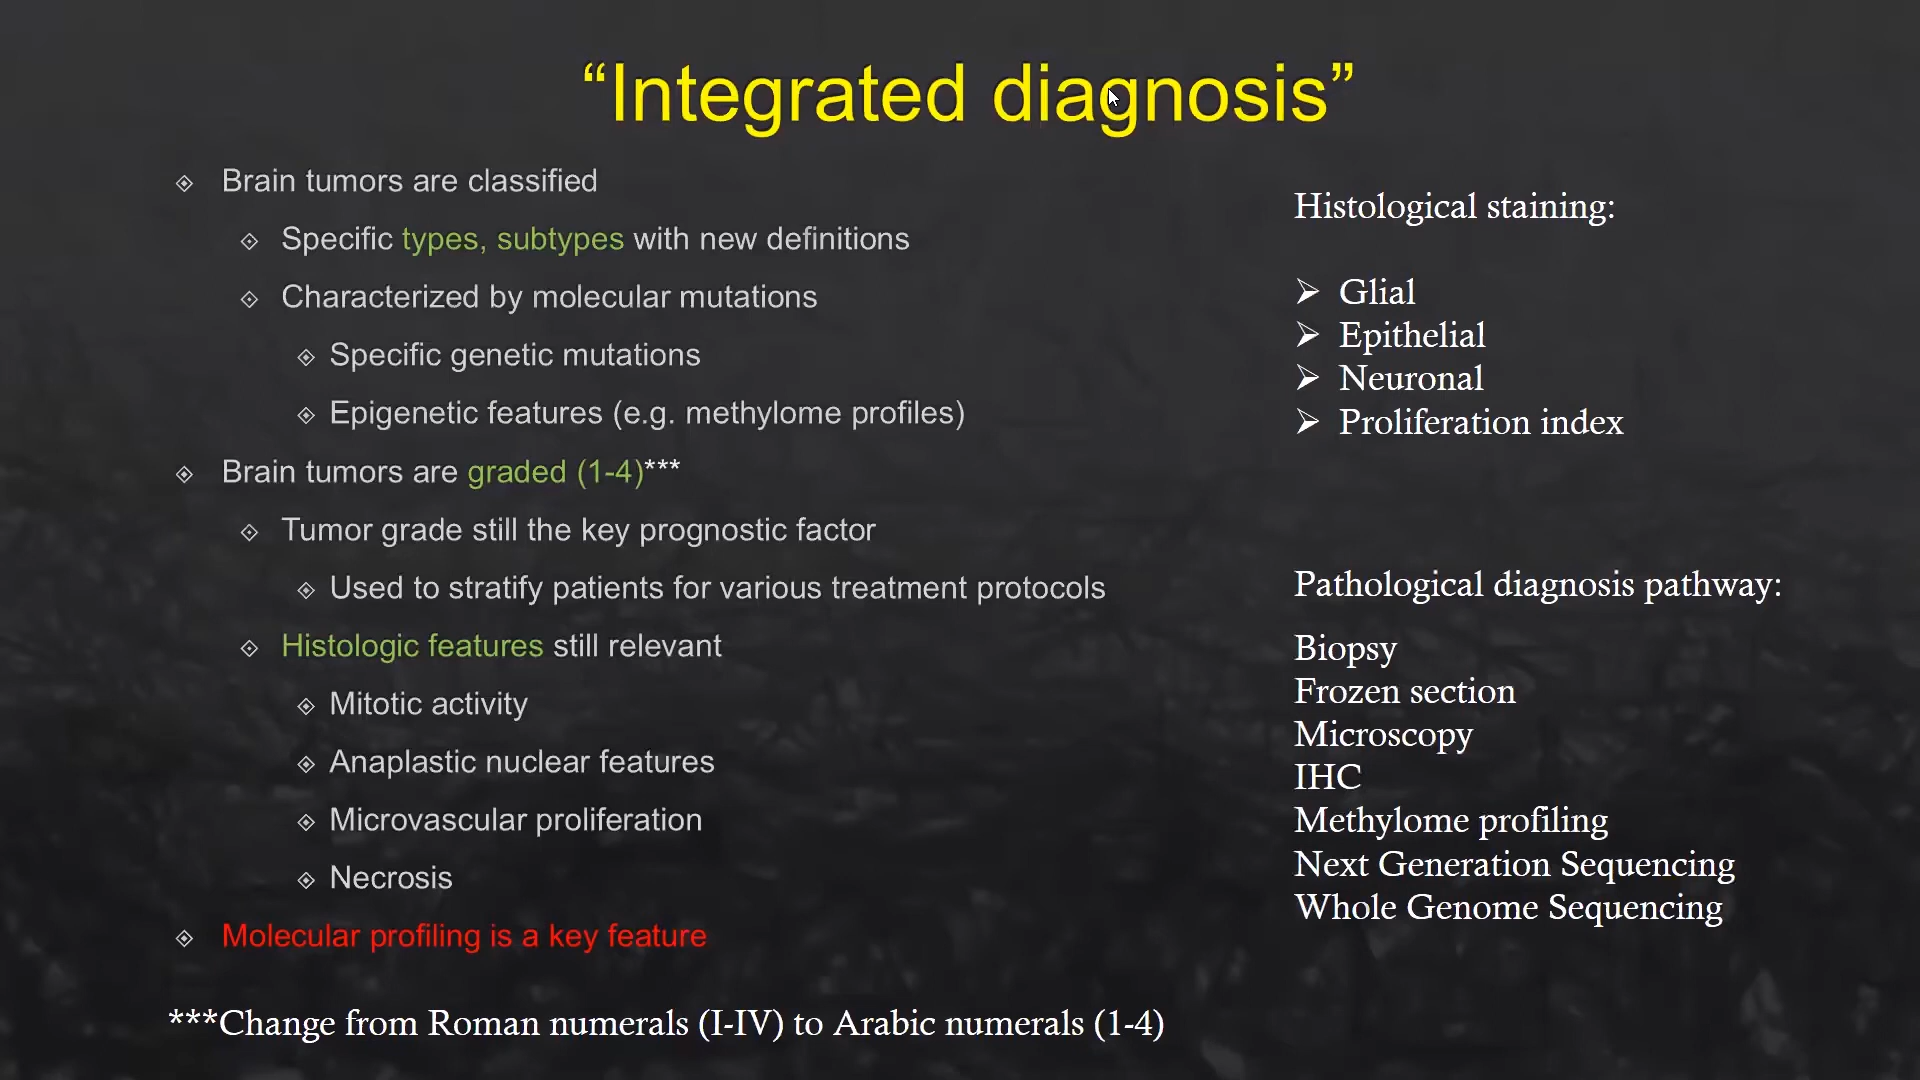 “Integrated diagnosis”
Brain tumors are classified
Specific types, subtypes with new definitions
Characterized by molecular mutations
Specific genetic mutations
Epigenetic features (e.g. methylome profiles)
Brain tumors are graded (1-4)***
Tumor grade still the key prognostic factor
Used to stratify patients for various treatment protocols
Histologic features still relevant
Mitotic activity
Anaplastic nuclear features
Microvascular proliferation
Necrosis
Molecular profiling is a key feature
***Change from Roman numerals (I-IV) to Arabic numerals (1-4)
Histological staining:
Glial
Epithelial
Neuronal
Proliferation index
Pathological diagnosis pathway:
Biopsy
Frozen section
Microscopy
IHC
Methylome profiling
Next Generation Sequencing
Whole Genome Sequencing